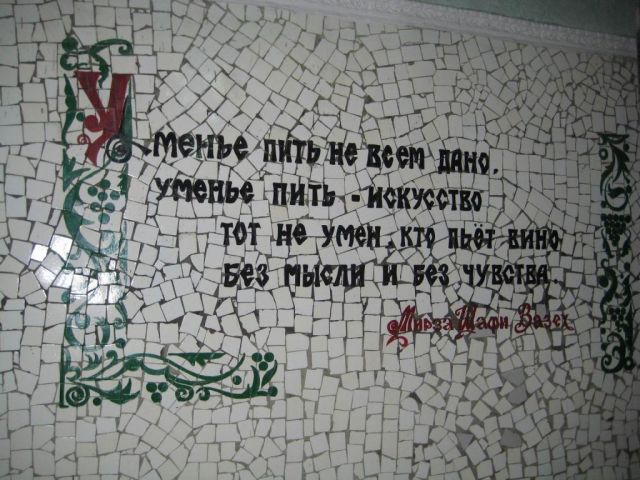 Уменье пить не всем дано,
уменье пить - искусство
тот не умен, кто пьёт вино
без мысли и без чувства.
Мирза Шафи Вазех